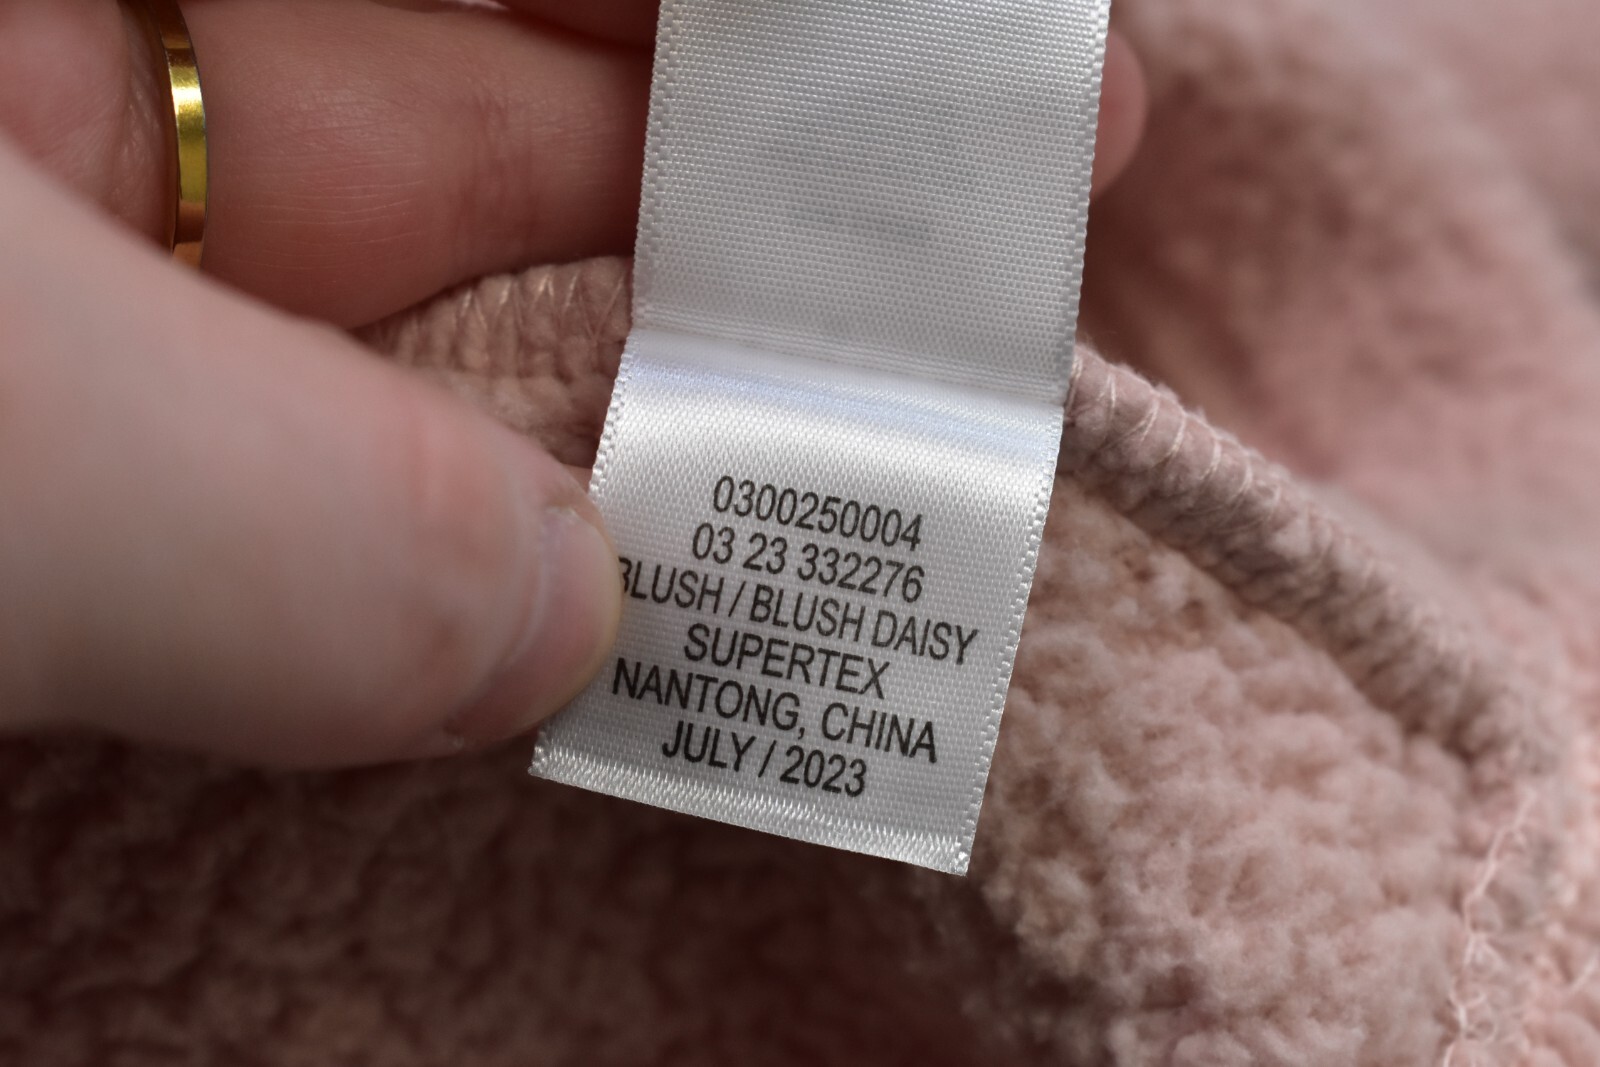 0300250004
03 23 332276
BLUSH / BLUSH DAISY
SUPERTEX
NANTONG, CHINA
JULY / 2023